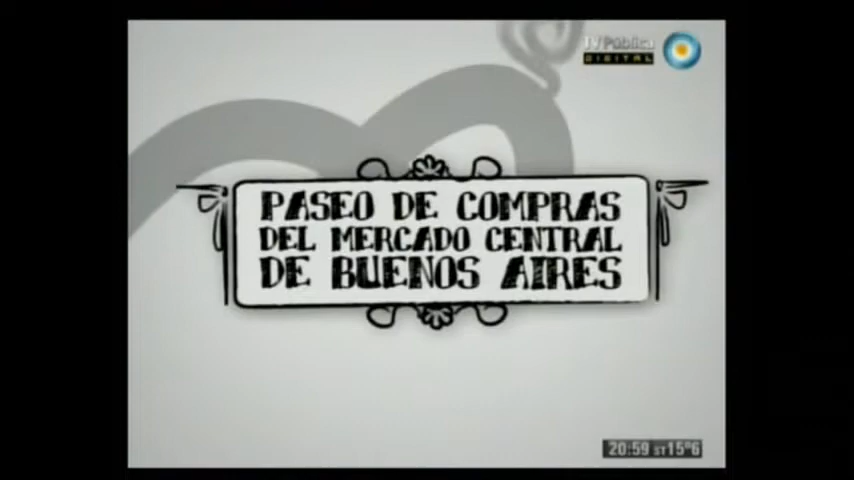 TV Pública
DIGITAL
PASEO DE COMPRAS
DEL MERCADO CENTRAL
DE BUENOS AIRES
20:59 ST 15°6